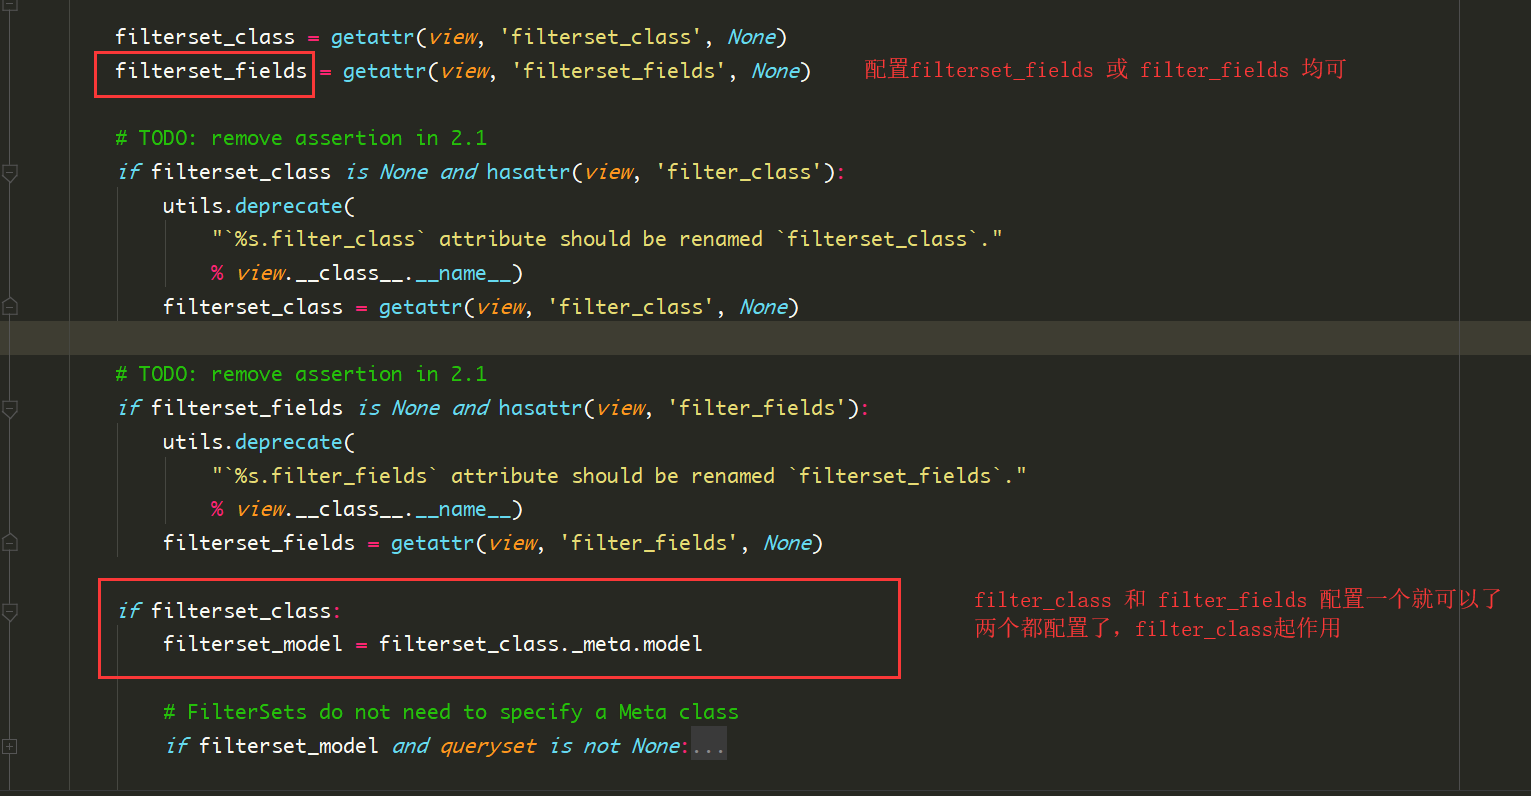 filterset_class = getattr(view, 'filterset_class', None)
filterset_fields = getattr(view, 'filterset_fields', None) 配置filterset_fields 或 filter_fields 均可
# TODO: remove assertion in 2.1
if filterset_class is None and hasattr(view, 'filter_class'):
utils.deprecate(
"`%s.filter_class` attribute should be renamed `filterset_class`."
% view.__class__.__name__)
filterset_class = getattr(view, 'filter_class', None)
# TODO: remove assertion in 2.1
if filterset_fields is None and hasattr(view, 'filter_fields'):
utils.deprecate(
"`%s.filter_fields` attribute should be renamed `filterset_fields`."
% view.__class__.__name__)
filterset_fields = getattr(view, 'filter_fields', None)
if filterset_class:
filterset_model = filterset_class._meta.model
filter_class 和 filter_fields 配置一个就可以了
两个都配置了，filter_class起作用
# FilterSets do not need to specify a Meta class
if filterset_model and queryset is not None:...